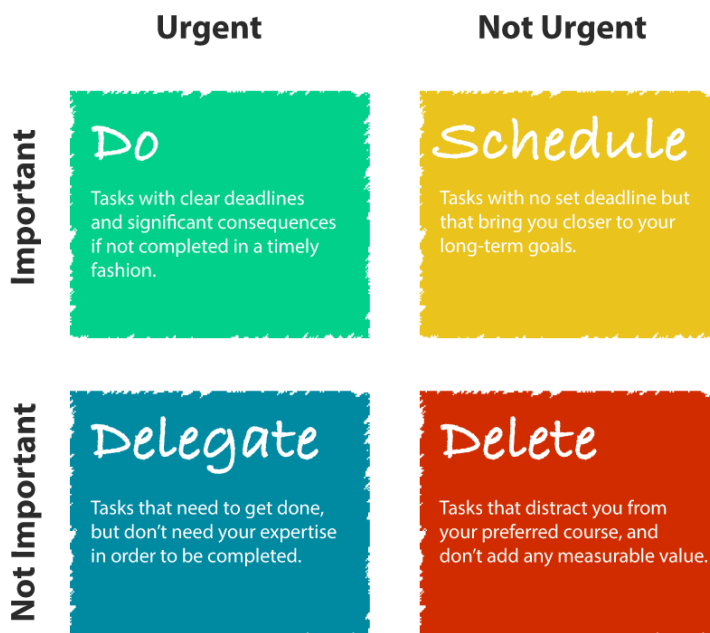 Urgent
Not Urgent
Important
Do
Tasks with clear deadlines
and significant consequences
if not completed in a timely
fashion.
Schedule
Tasks with no set deadline but
that bring you closer to your
long-term goals.
Not Important
Delegate
Tasks that need to get done,
but don’t need your expertise
in order to be completed.
Delete
Tasks that distract you from
your preferred course, and
don’t add any measurable value.